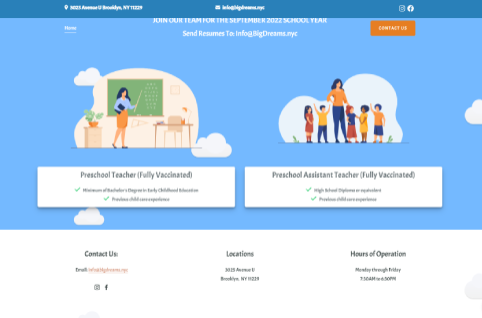 3025 Avenue U Brooklyn, NY 11229
info@bigdreams.nyc
JOIN OUR TEAM FOR THE SEPTEMBER 2022 SCHOOL YEAR
Home
Send Resumes To: Info@BigDreams.nyc
CONTACT US
Preschool Teacher (Fully Vaccinated)
Minimum of Bachelor's Degree in Early Childhood Education
Previous child care experience
Preschool Assistant Teacher (Fully Vaccinated)
High School Diploma or equivalent
Previous child care experience
Contact Us:
Email: info@bigdreams.nyc
Locations
3025 Avenue U
Brooklyn, NY 11229
Hours of Operation
Monday through Friday
7:30AM to 6:30PM